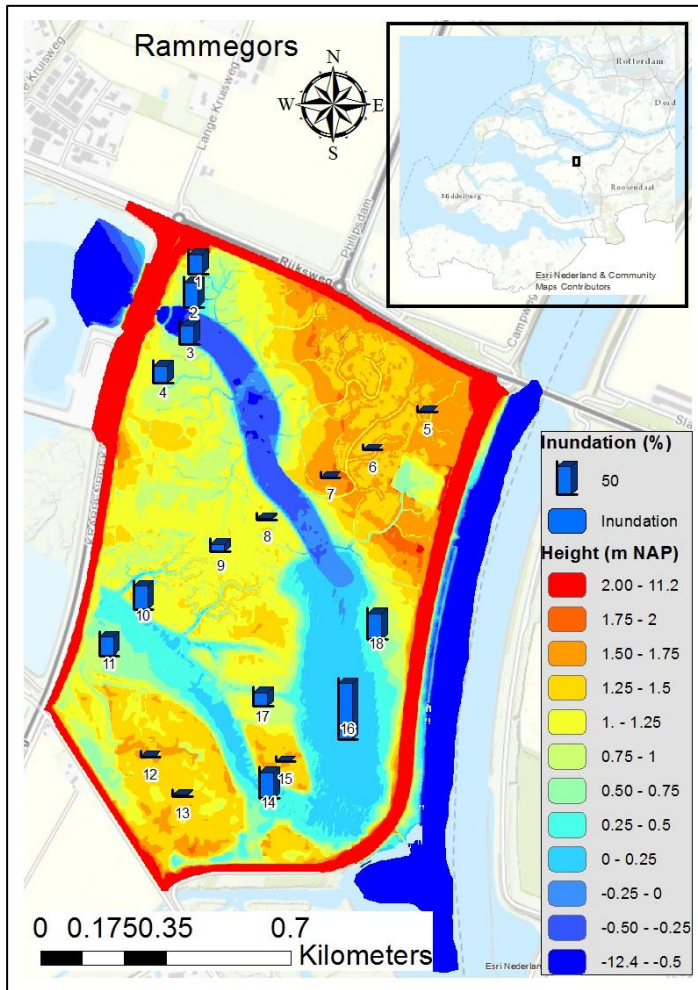 Rammegors
N
W
E
S
Rotterdam
Dord
Middelburg
Roosendaal
Esri Nederland & Community
Maps Contributors
Lange Kruisweg
Philipsdam
Rijksweg
Campweg
1
2
3
4
5
6
7
8
9
10
11
12
13
14
15
16
17
18
Inundation (%)
50
Inundation
Height (m NAP)
2.00 - 11.2
1.75 - 2
1.50 - 1.75
1.25 - 1.5
1. - 1.25
0.75 - 1
0.50 - 0.75
0.25 - 0.5
0 - 0.25
-0.25 - 0
-0.50 - -0.25
-12.4 - -0.5
0 0.175 0.35 0.7
Kilometers
Esri Nederlan